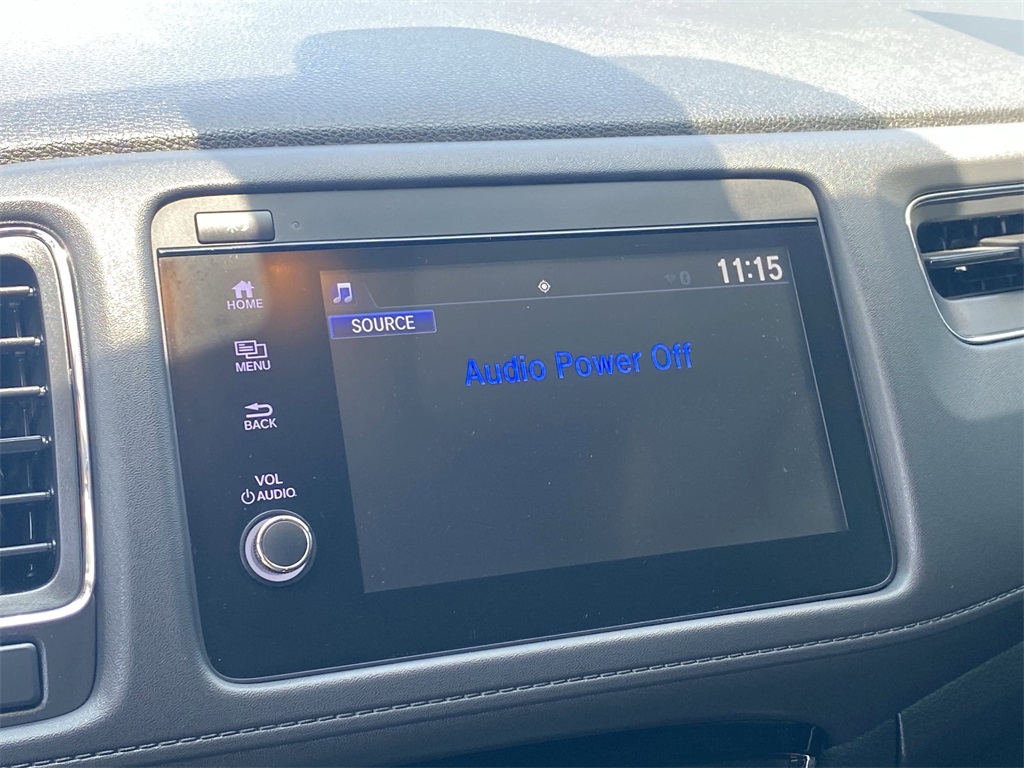 HOME
MENU
BACK
VOL
AUDIO
11:15
SOURCE
Audio Power Off